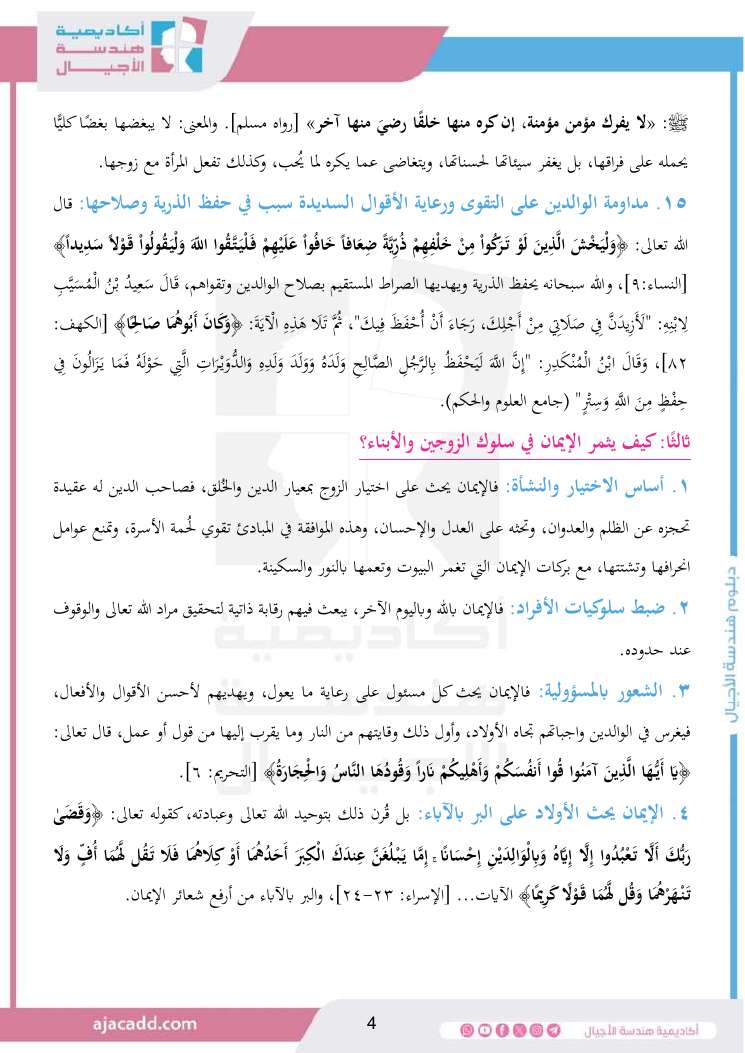 أكاديمية
هندسة
الأجيال
ﷺ: «لا يفرك مؤمن مؤمنة، إن كره منها خلقًا رضيَ منها آخر» [رواه مسلم]. والمعنى: لا يبغضها بغضًا كليًّا
يحمله على فراقها، بل يغفر سيئاتها لحسناتها، ويتغاضى عما يكره لما يُحب، وكذلك تفعل المرأة مع زوجها.
١٥. مداومة الوالدين على التقوى ورعاية الأقوال السديدة سبب في حفظ الذرية وصلاحها: قال
الله تعالى: ﴿وَلْيَخْشَ الَّذِينَ لَوْ تَرَكُواْ مِنْ خَلْفِهِمْ ذُرِّيَّةً ضِعَافاً خَافُواْ عَلَيْهِمْ فَلْيَتَّقُوا اللهَ وَلْيَقُولُواْ قَوْلاً سَدِيداً﴾
[النساء:٩]، والله سبحانه يحفظ الذرية ويهديها الصراط المستقيم بصلاح الوالدين وتقواهم، قَالَ سَعِيدُ بْنُ الْمُسَيَّبِ
لِابْنِهِ: "لَأَزِيدَنَّ فِي صَلَاتِي مِنْ أَجْلِكَ، رَجَاءَ أَنْ أُحْفَظَ فِيكَ"، ثُمَّ تَلَا هَذِهِ الْآيَةَ: ﴿وَكَانَ أَبُوهُمَا صَالِحًا﴾ [الكهف:
٨٢]، وَقَالَ ابْنُ الْمُنْكَدِرِ: "إِنَّ اللَّهَ لَيَحْفَظُ بِالرَّجُلِ الصَّالِحِ وَلَدَهُ وَوَلَدَ وَلَدِهِ وَالدُّوَيْرَاتِ الَّتِي حَوْلَهُ فَمَا يَزَالُونَ فِي
حِفْظٍ مِنَ اللَّهِ وَسِتْرٍ" (جامع العلوم والحكم).
ثالثًا: كيف يثمر الإيمان في سلوك الزوجين والأبناء؟
١. أساس الاختيار والنشأة: فالإيمان يحث على اختيار الزوج بمعيار الدين والخُلق، فصاحب الدين له عقيدة
تحجزه عن الظلم والعدوان، وتحثه على العدل والإحسان، وهذه الموافقة في المبادئ تقوي لحُمة الأسرة، وتمنع عوامل
انحرافها وتشتتها، مع بركات الإيمان التي تغمر البيوت وتعمها بالنور والسكينة.
٢. ضبط سلوكيات الأفراد: فالإيمان بالله وباليوم الآخر، يبعث فيهم رقابة ذاتية لتحقيق مراد الله تعالى والوقوف
عند حدوده.
٣. الشعور بالمسؤولية: فالإيمان يحث كل مسئول على رعاية ما يعول، ويهديهم لأحسن الأقوال والأفعال،
فيغرس في الوالدين واجباتهم تجاه الأولاد، وأول ذلك وقايتهم من النار وما يقرب إليها من قول أو عمل، قال تعالى:
﴿يَا أَيُّهَا الَّذِينَ آمَنُوا قُوا أَنفُسَكُمْ وَأَهْلِيكُمْ نَاراً وَقُودُهَا النَّاسُ وَالْحِجَارَةُ﴾ [التحريم: ٦].
٤. الإيمان يحث الأولاد على البر بالآباء: بل قُرن ذلك بتوحيد الله تعالى وعبادته، كقوله تعالى: ﴿وَقَضَىٰ
رَبُّكَ أَلَّا تَعْبُدُوا إِلَّا إِيَّاهُ وَبِالْوَالِدَيْنِ إِحْسَانًا ۚ إِمَّا يَبْلُغَنَّ عِندَكَ الْكِبَرَ أَحَدُهُمَا أَوْ كِلَاهُمَا فَلَا تَقُل لَّهُمَا أُفٍّ وَلَا
تَنْهَرْهُمَا وَقُل لَّهُمَا قَوْلًا كَرِيمًا﴾ الآيات... [الإسراء: ٢٣-٢٤]، والبر بالآباء من أرفع شعائر الإيمان.
دبلوم هندسة الأجيال
أكاديمية هندسة الأجيال
4
ajacadd.com